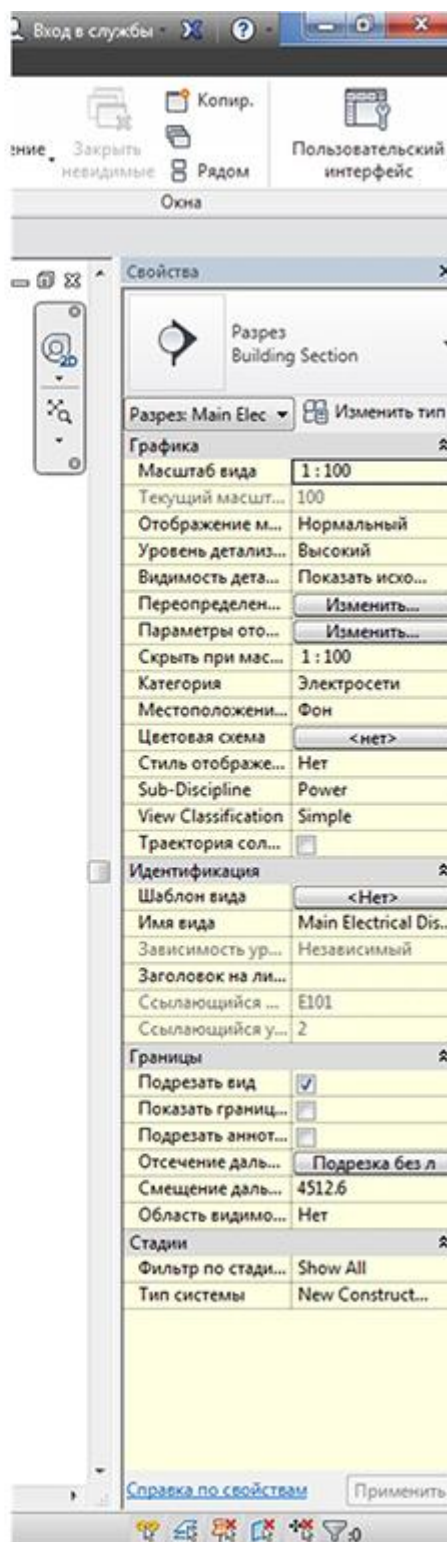 Вход в службы
Копир.
ение Закрыть невидимые
Рядом
Пользовательский интерфейс
Окна
Свойства
2D
Разрез
Building Section
Разрез: Main Elec Изменить тип
Графика
Масштаб вида 1 : 100
Текущий масшт... 100
Отображение м... Нормальный
Уровень детализ... Высокий
Видимость дета... Показать исхо...
Переопределен... Изменить...
Параметры ото... Изменить...
Скрыть при мас... 1 : 100
Категория Электросети
Местоположени... Фон
Цветовая схема <нет>
Стиль отображе... Нет
Sub-Discipline Power
View Classification Simple
Траектория сол...
Идентификация
Шаблон вида <Нет>
Имя вида Main Electrical Dis...
Зависимость ур... Независимый
Заголовок на ли...
Ссылающийся ... E101
Ссылающийся у... 2
Границы
Подрезать вид
Показать границ...
Подрезать аннот...
Отсечение даль... Подрезка без л
Смещение даль... 4512.6
Область видимо... Нет
Стадии
Фильтр по стади... Show All
Тип системы New Construct...
Справка по свойствам Применить
:0